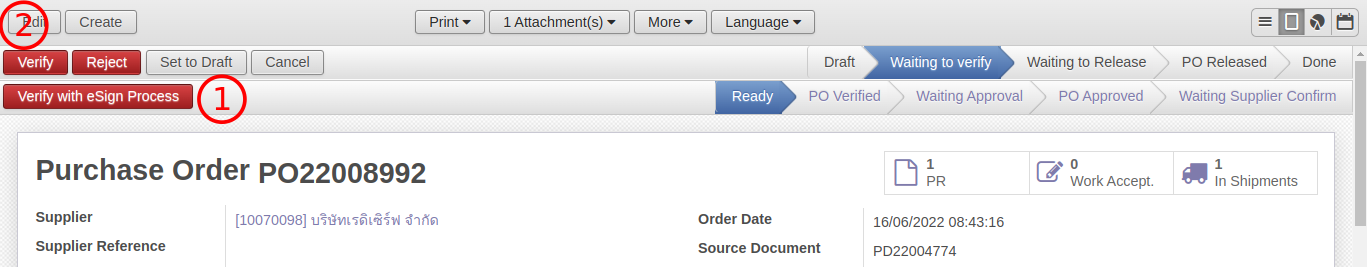 Edit Create Print 1 Attachment(s) More Language
2
Verify Reject Set to Draft Cancel Draft Waiting to verify Waiting to Release PO Released Done
Verify with eSign Process 1 Ready PO Verified Waiting Approval PO Approved Waiting Supplier Confirm
Purchase Order PO22008992
1 PR
0 Work Accept.
1 In Shipments
Supplier [10070098] บริษัทเรดิเซิร์ฟ จำกัด
Order Date 16/06/2022 08:43:16
Supplier Reference
Source Document PD22004774